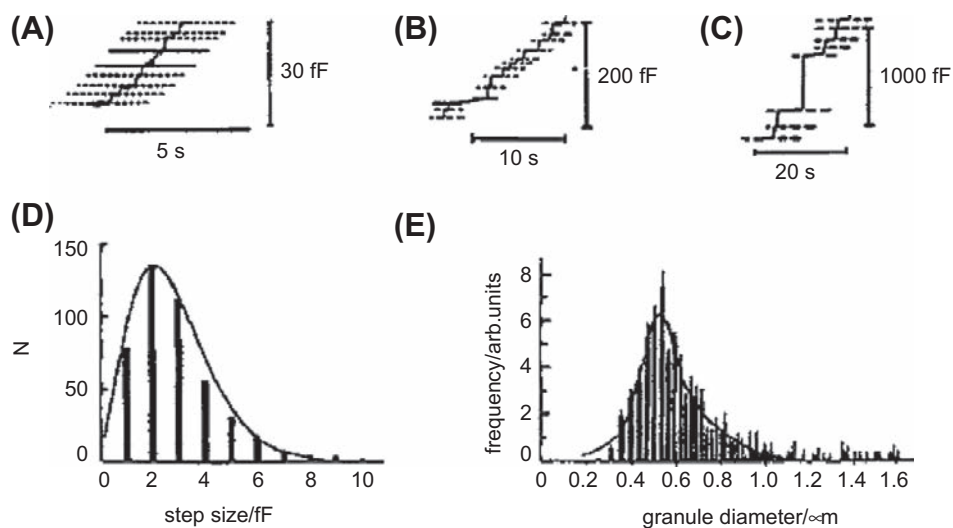 (A)
30 fF
5 s
(B)
200 fF
10 s
(C)
1000 fF
20 s
(D)
150
100
50
0
N
0 2 4 6 8 10
step size/fF
(E)
8
6
4
2
0
frequency/arb.units
0 0.2 0.4 0.6 0.8 1.0 1.2 1.4 1.6
granule diameter/∝m